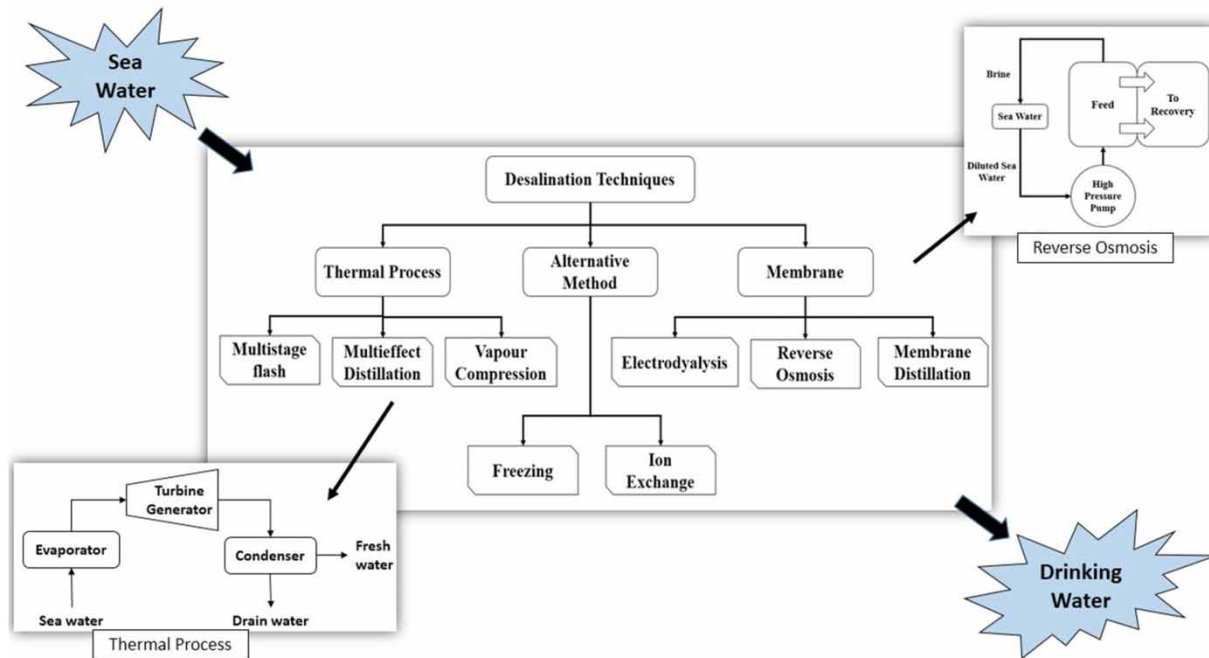 Sea
Water
Desalination Techniques
Thermal Process
Alternative
Method
Membrane
Multistage
flash
Multieffect
Distillation
Vapour
Compression
Electrodyalysis
Reverse
Osmosis
Membrane
Distillation
Freezing
Ion
Exchange
Brine
Sea Water
Diluted Sea
Water
Feed
To
Recovery
High
Pressure
Pump
Reverse Osmosis
Turbine
Generator
Evaporator
Condenser
Fresh
water
Sea water
Drain water
Thermal Process
Drinking
Water